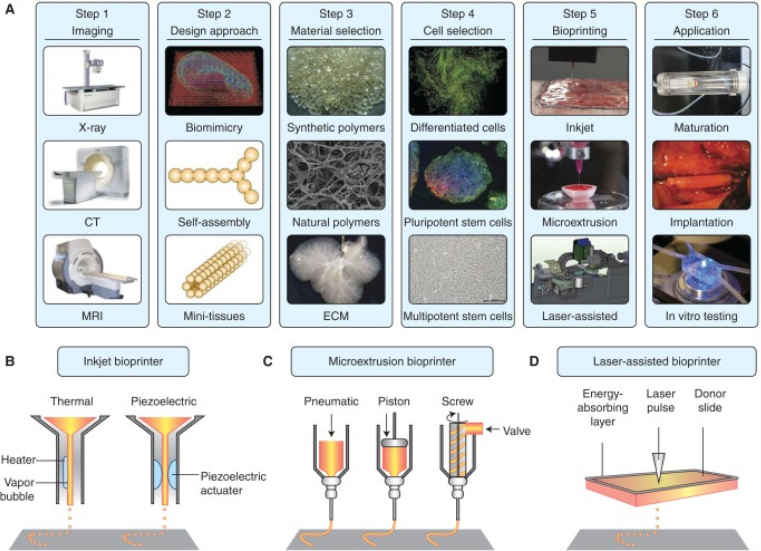 A
Step 1
Imaging
X-ray
CT
MRI
Step 2
Design approach
Biomimicry
Self-assembly
Mini-tissues
Step 3
Material selection
Synthetic polymers
Natural polymers
ECM
Step 4
Cell selection
Differentiated cells
Pluripotent stem cells
Multipotent stem cells
Step 5
Bioprinting
Inkjet
Microextrusion
Laser-assisted
Step 6
Application
Maturation
Implantation
In vitro testing
B
Inkjet bioprinter
Thermal
Piezoelectric
Heater
Vapor
bubble
Piezoelectric
actuater
C
Microextrusion bioprinter
Pneumatic
Piston
Screw
Valve
D
Laser-assisted bioprinter
Energy-
absorbing
layer
Laser
pulse
Donor
slide